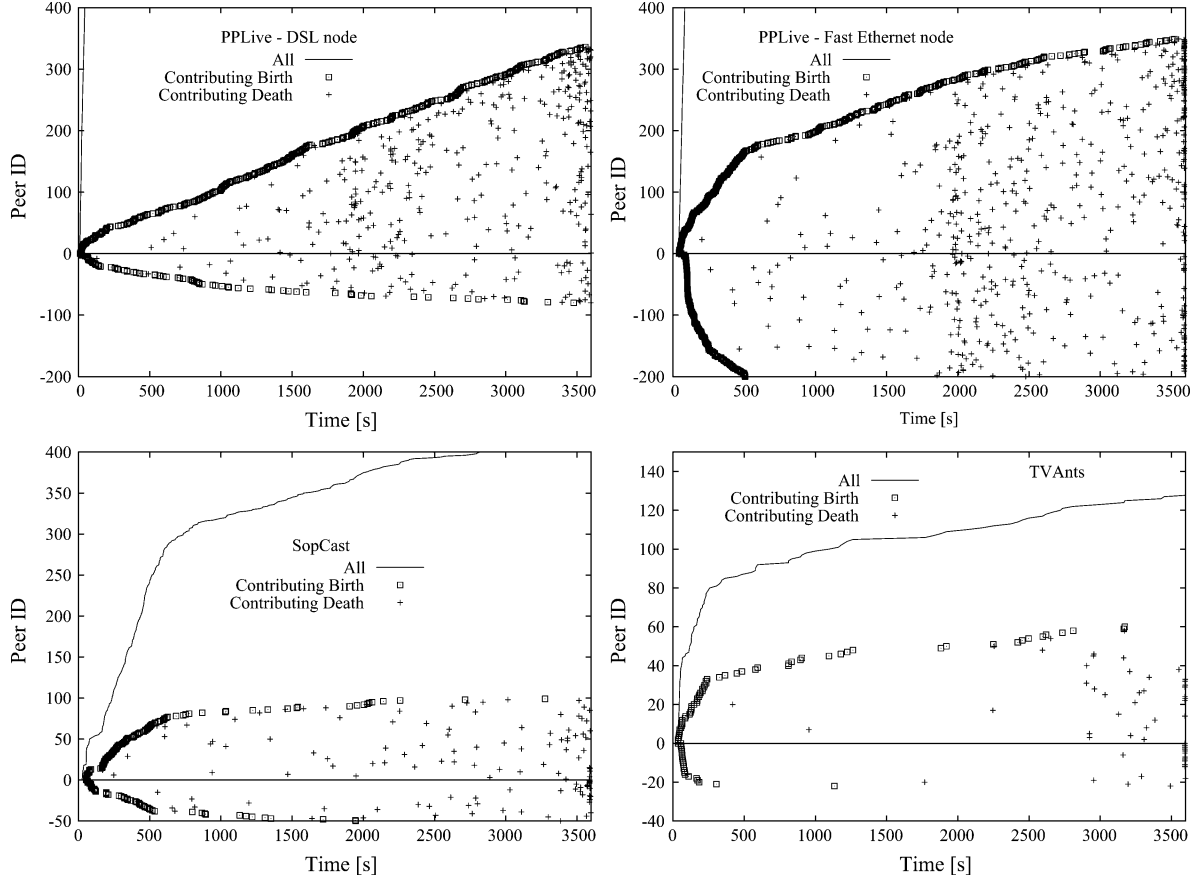 PPLive - DSL node
All
Contributing Birth
Contributing Death
400
300
200
100
0
-100
-200
Peer ID
0 500 1000 1500 2000 2500 3000 3500
Time [s]
PPLive - Fast Ethernet node
All
Contributing Birth
Contributing Death
400
300
200
100
0
-100
-200
Peer ID
0 500 1000 1500 2000 2500 3000 3500
Time [s]
SopCast
All
Contributing Birth
Contributing Death
400
350
300
250
200
150
100
50
0
-50
Peer ID
0 500 1000 1500 2000 2500 3000 3500
Time [s]
TVAnts
All
Contributing Birth
Contributing Death
140
120
100
80
60
40
20
0
-20
-40
Peer ID
0 500 1000 1500 2000 2500 3000 3500
Time [s]